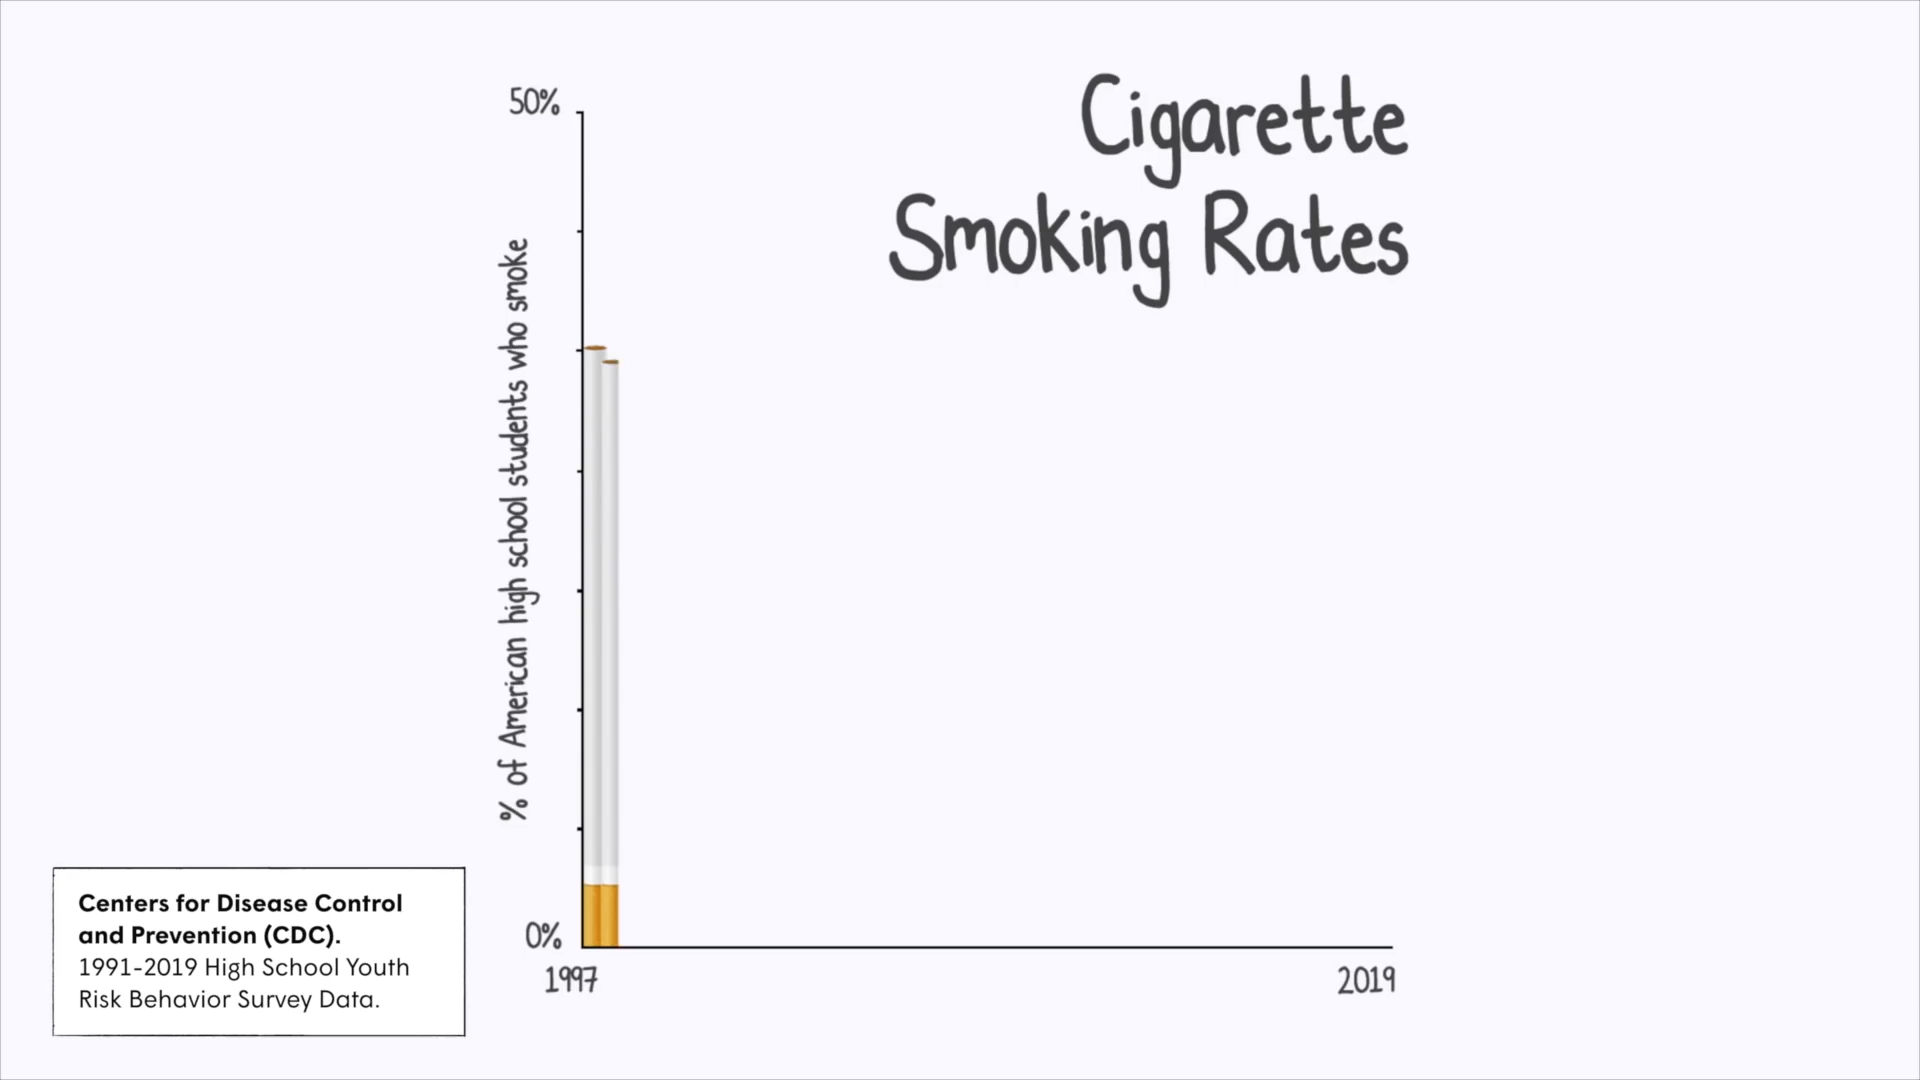 Cigarette
Smoking Rates
50%
% of American high school students who smoke
0%
1997
2019
Centers for Disease Control
and Prevention (CDC).
1991-2019 High School Youth
Risk Behavior Survey Data.